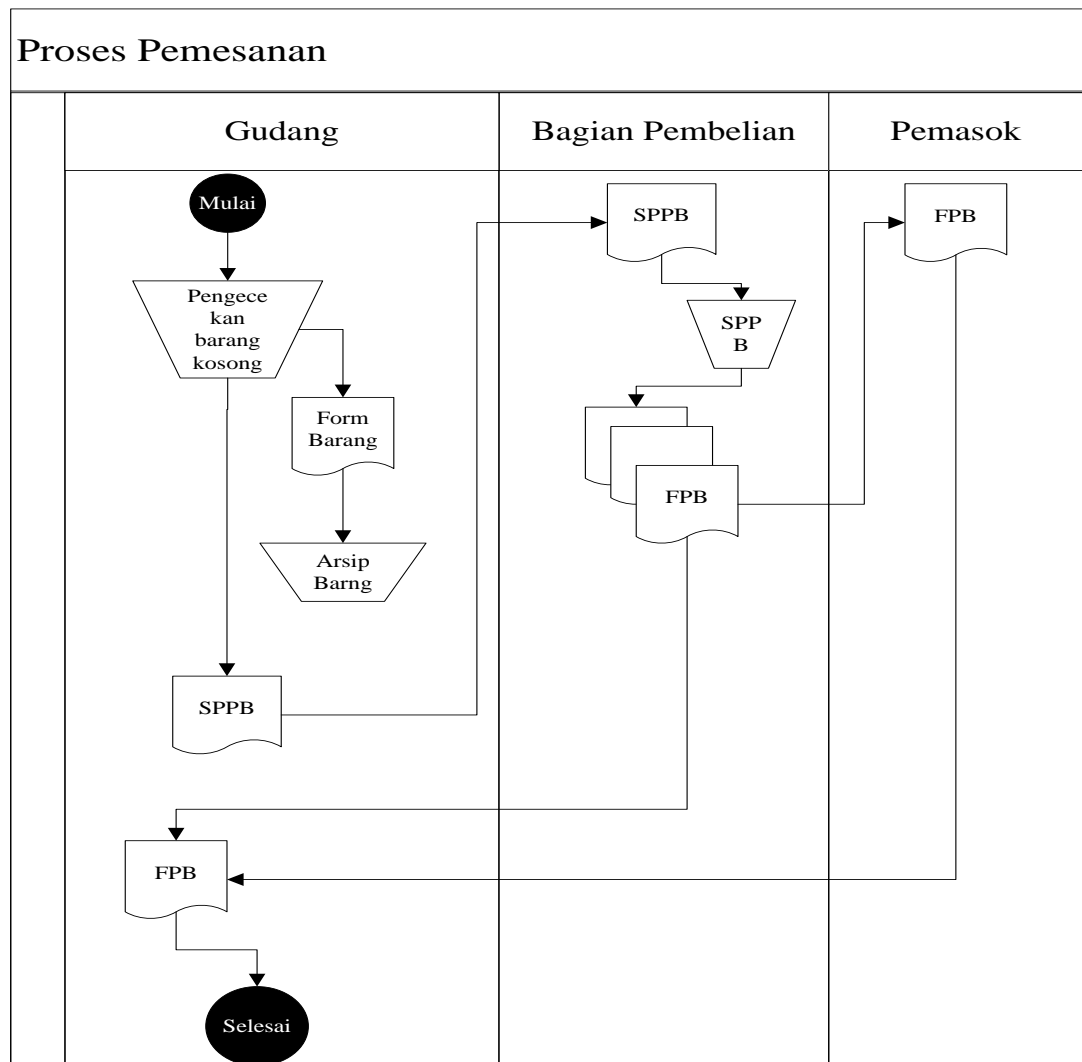 Proses Pemesanan
Gudang
Bagian Pembelian
Pemasok
Mulai
Pengece
kan
barang
kosong
Form
Barang
Arsip
Barng
SPPB
FPB
Selesai
SPPB
SPP
B
FPB
FPB